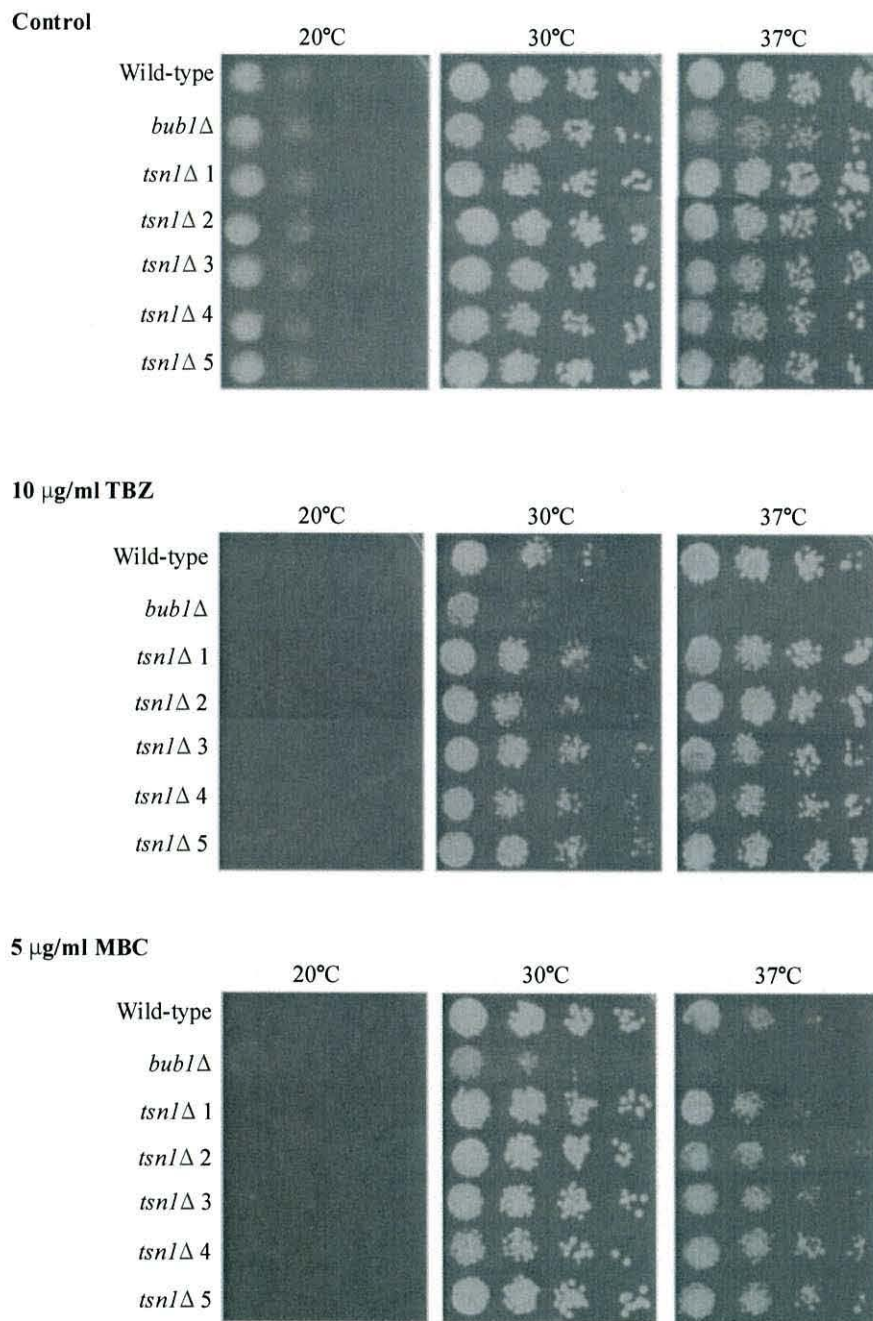 Control
20°C 30°C 37°C
Wild-type
bub1Δ
tsn1Δ 1
tsn1Δ 2
tsn1Δ 3
tsn1Δ 4
tsn1Δ 5
10 μg/ml TBZ
20°C 30°C 37°C
Wild-type
bub1Δ
tsn1Δ 1
tsn1Δ 2
tsn1Δ 3
tsn1Δ 4
tsn1Δ 5
5 μg/ml MBC
20°C 30°C 37°C
Wild-type
bub1Δ
tsn1Δ 1
tsn1Δ 2
tsn1Δ 3
tsn1Δ 4
tsn1Δ 5